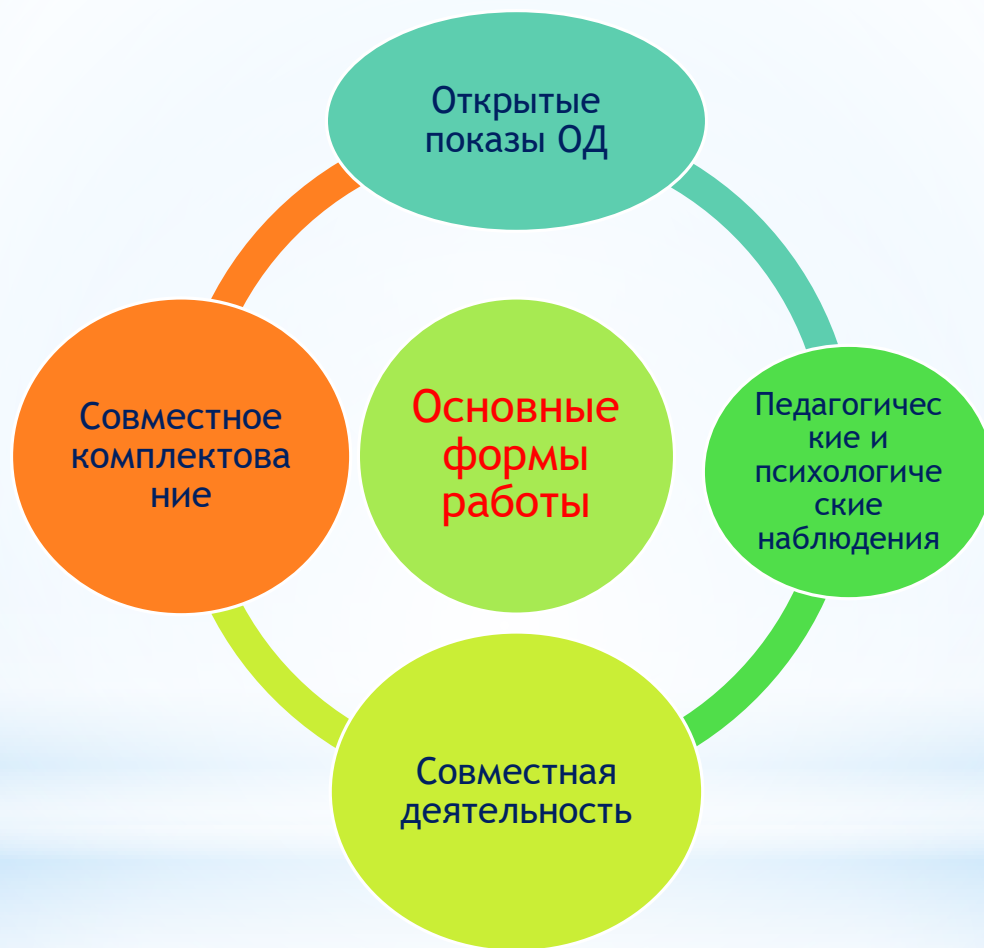 Открытые
показы ОД
Совместное
комплектова
ние
Основные
формы
работы
Педагогичес
кие и
психологиче
ские
наблюдения
Совместная
деятельность